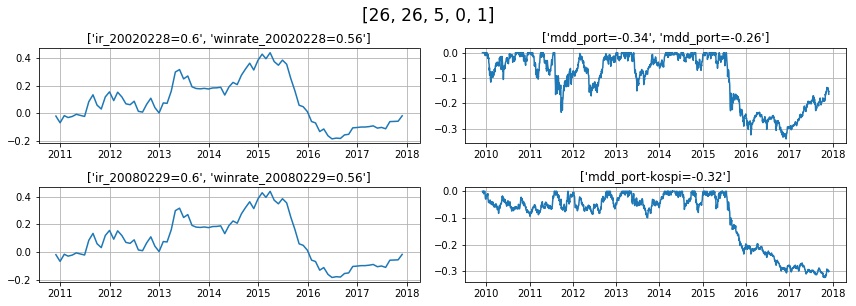 [26, 26, 5, 0, 1]
['ir_20020228=0.6', 'winrate_20020228=0.56']
0.4
0.2
0.0
−0.2
2011 2012 2013 2014 2015 2016 2017 2018
['mdd_port=-0.34', 'mdd_port=-0.26']
0.0
−0.1
−0.2
−0.3
2010 2011 2012 2013 2014 2015 2016 2017 2018
['ir_20080229=0.6', 'winrate_20080229=0.56']
0.4
0.2
0.0
−0.2
2011 2012 2013 2014 2015 2016 2017 2018
['mdd_port-kospi=-0.32']
0.0
−0.1
−0.2
−0.3
2010 2011 2012 2013 2014 2015 2016 2017 2018